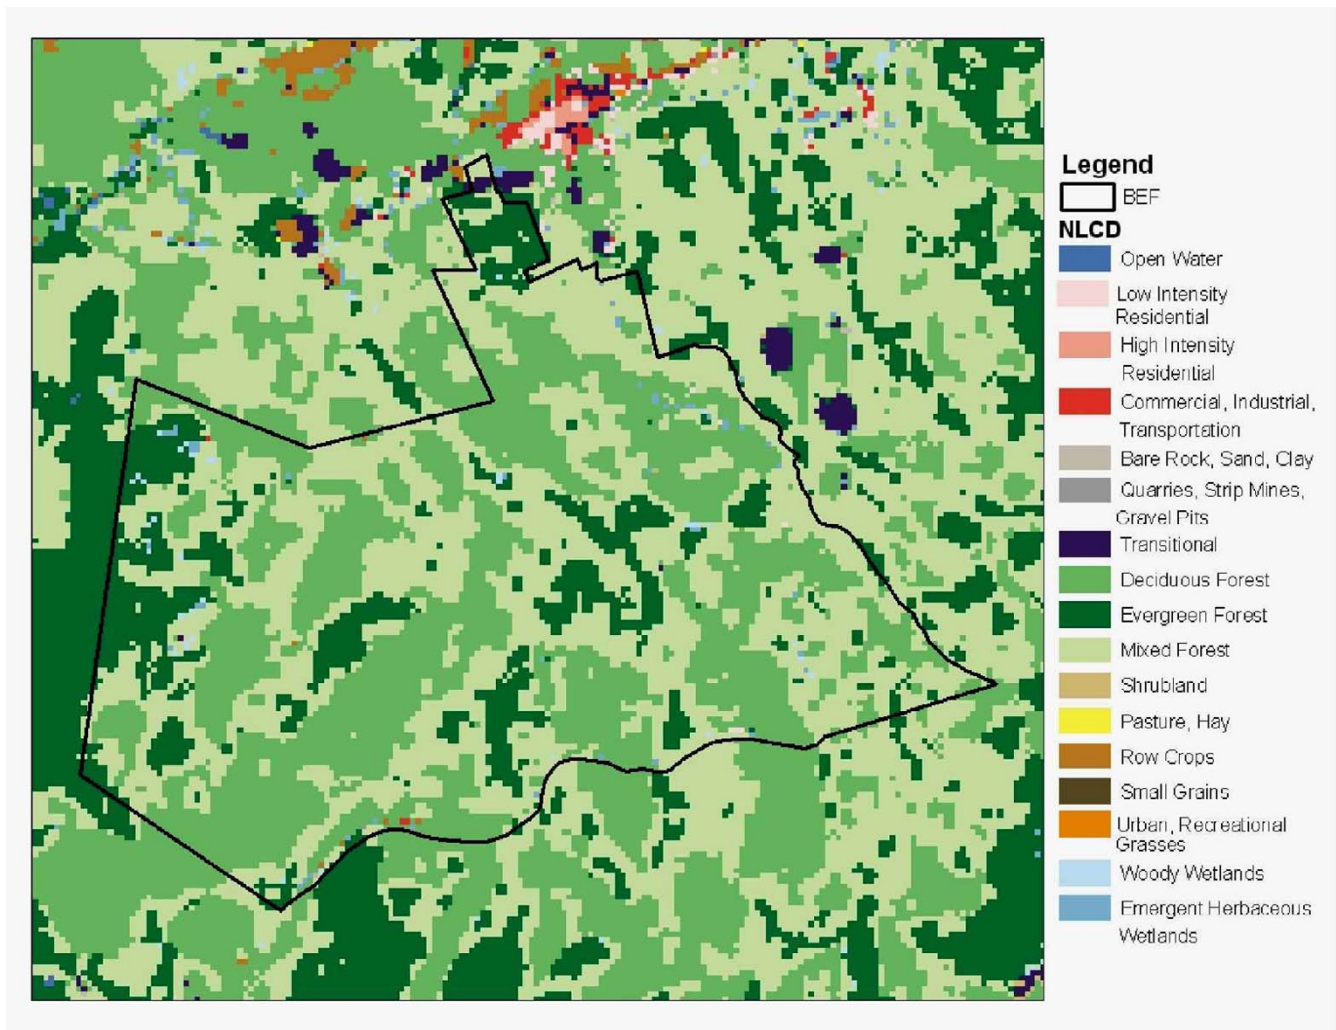 Legend
BEF
NLCD
Open Water
Low Intensity
Residential
High Intensity
Residential
Commercial, Industrial,
Transportation
Bare Rock, Sand, Clay
Quarries, Strip Mines,
Gravel Pits
Transitional
Deciduous Forest
Evergreen Forest
Mixed Forest
Shrubland
Pasture, Hay
Row Crops
Small Grains
Urban, Recreational
Grasses
Woody Wetlands
Emergent Herbaceous
Wetlands